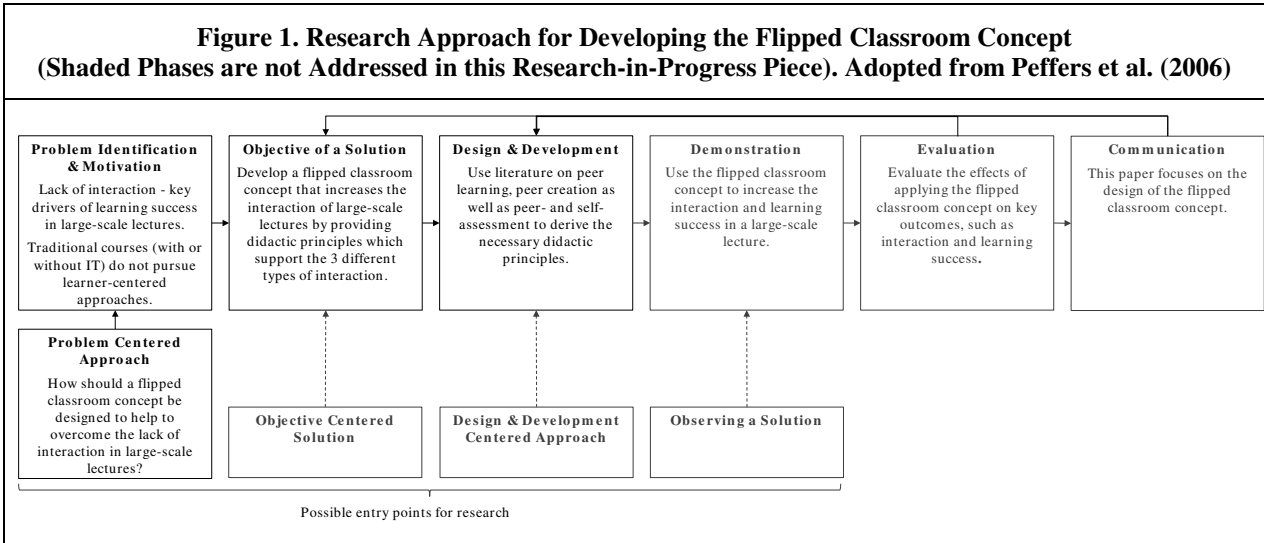 Figure 1. Research Approach for Developing the Flipped Classroom Concept
(Shaded Phases are not Addressed in this Research-in-Progress Piece). Adopted from Peffers et al. (2006)
Problem Identification
& Motivation
Lack of interaction - key
drivers of learning success
in large-scale lectures.
Traditional courses (with or
without IT) do not pursue
learner-centered
approaches.
Objective of a Solution
Develop a flipped classroom
concept that increases the
interaction of large-scale
lectures by providing
didactic principles which
support the 3 different
types of interaction.
Design & Development
Use literature on peer
learning, peer creation as
well as peer- and self-
assessment to derive the
necessary didactic
principles.
Demonstration
Use the flipped classroom
concept to increase the
interaction and learning
success in a large-scale
lecture.
Evaluation
Evaluate the effects of
applying the flipped
classroom concept on key
outcomes, such as
interaction and learning
success.
Communication
This paper focuses on the
design of the flipped
classroom concept.
Problem Centered
Approach
How should a flipped
classroom concept be
designed to help to
overcome the lack of
interaction in large-scale
lectures?
Objective Centered
Solution
Design & Development
Centered Approach
Observing a Solution
Possible entry points for research